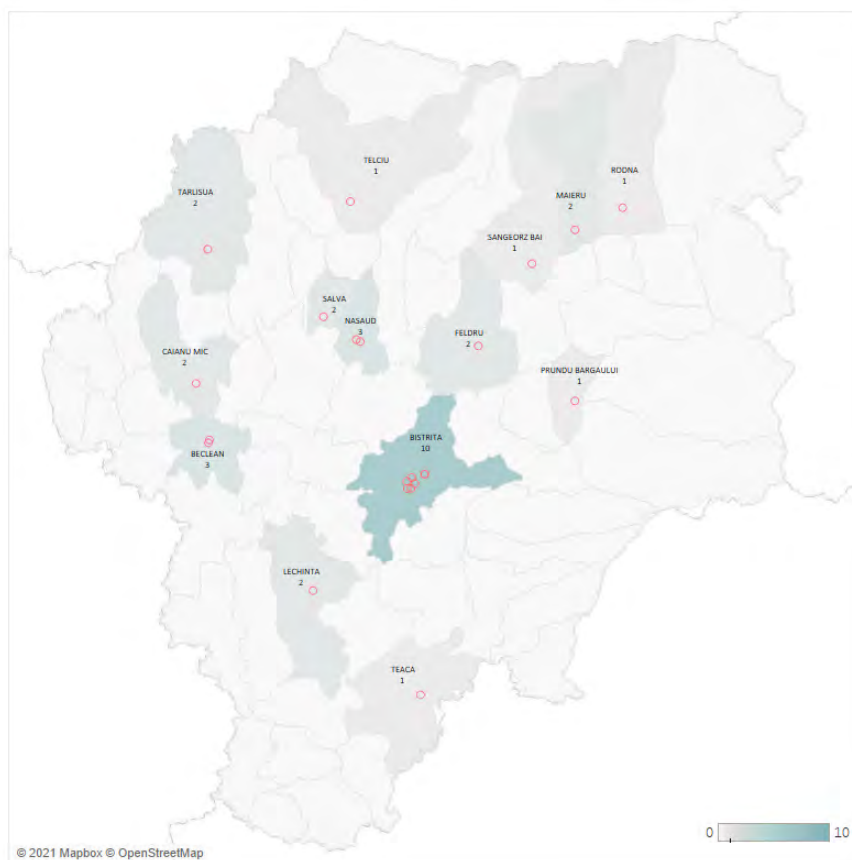 TELCIU
1
RODNA
1
TARLISUA
2
MAIERU
2
SANGEORZ BAI
1
SALVA
2
NASAUD
3
FELDRU
2
CAIANU MIC
2
PRUNDU BARGAULUI
1
BISTRITA
10
BECLEAN
3
LECHINTA
2
TEACA
1
0 10
© 2021 Mapbox © OpenStreetMap